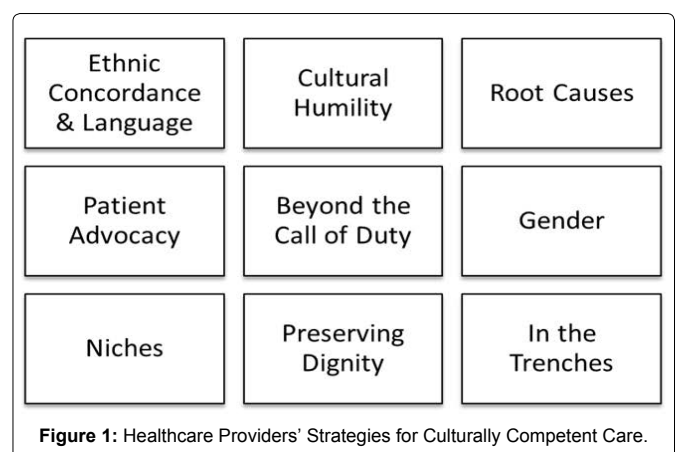 Ethnic
Concordance
& Language
Cultural
Humility
Root Causes
Patient
Advocacy
Beyond the
Call of Duty
Gender
Niches
Preserving
Dignity
In the
Trenches
Figure 1: Healthcare Providers’ Strategies for Culturally Competent Care.